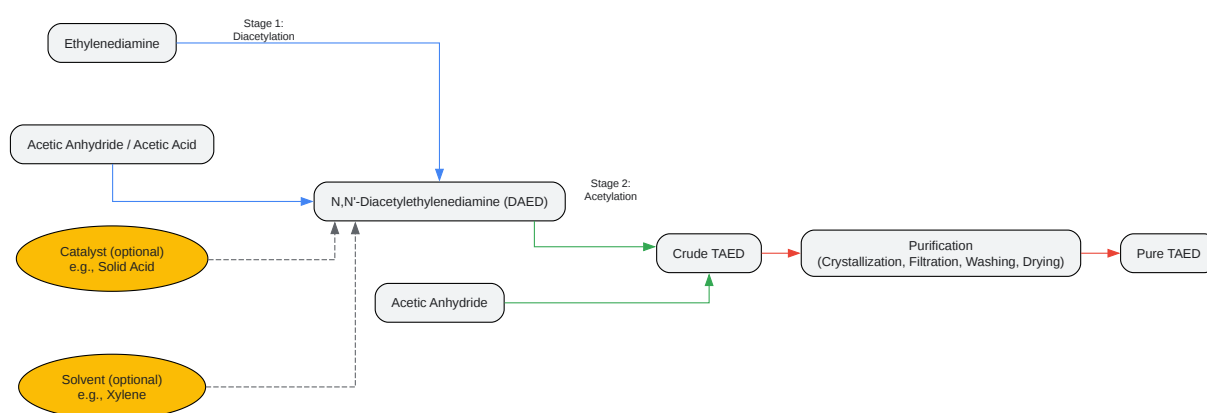 Stage 1:
Diacetylation
Ethylenediamine
Acetic Anhydride / Acetic Acid
N,N'-Diacetylethylenediamine (DAED)
Stage 2:
Acetylation
Catalyst (optional)
e.g., Solid Acid
Crude TAED
Purification
(Crystallization, Filtration, Washing, Drying)
Pure TAED
Acetic Anhydride
Solvent (optional)
e.g., Xylene